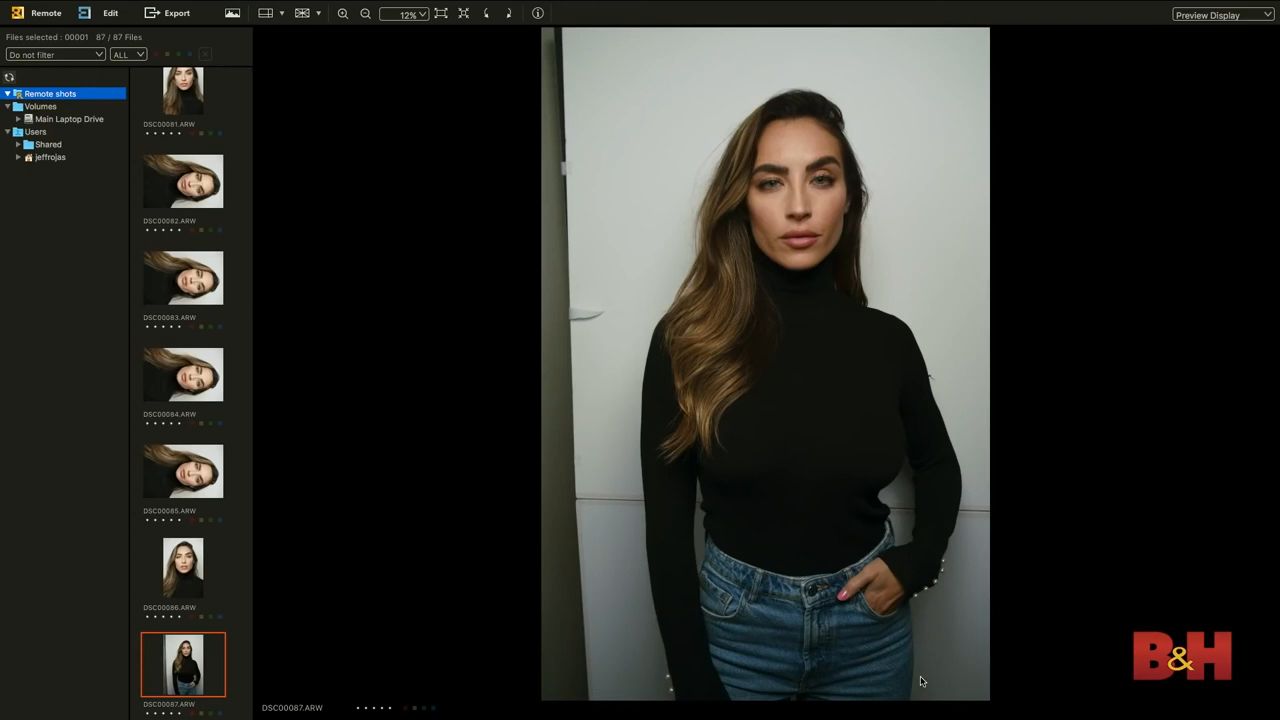 Remote
Edit
Export
12%
Preview Display
Files selected : 00001 87 / 87 Files
Do not filter
ALL
Remote shots
Volumes
Main Laptop Drive
Users
Shared
jeffrojas
DSC00081.ARW
DSC00082.ARW
DSC00083.ARW
DSC00084.ARW
DSC00085.ARW
DSC00086.ARW
DSC00087.ARW
DSC00087.ARW
B&H